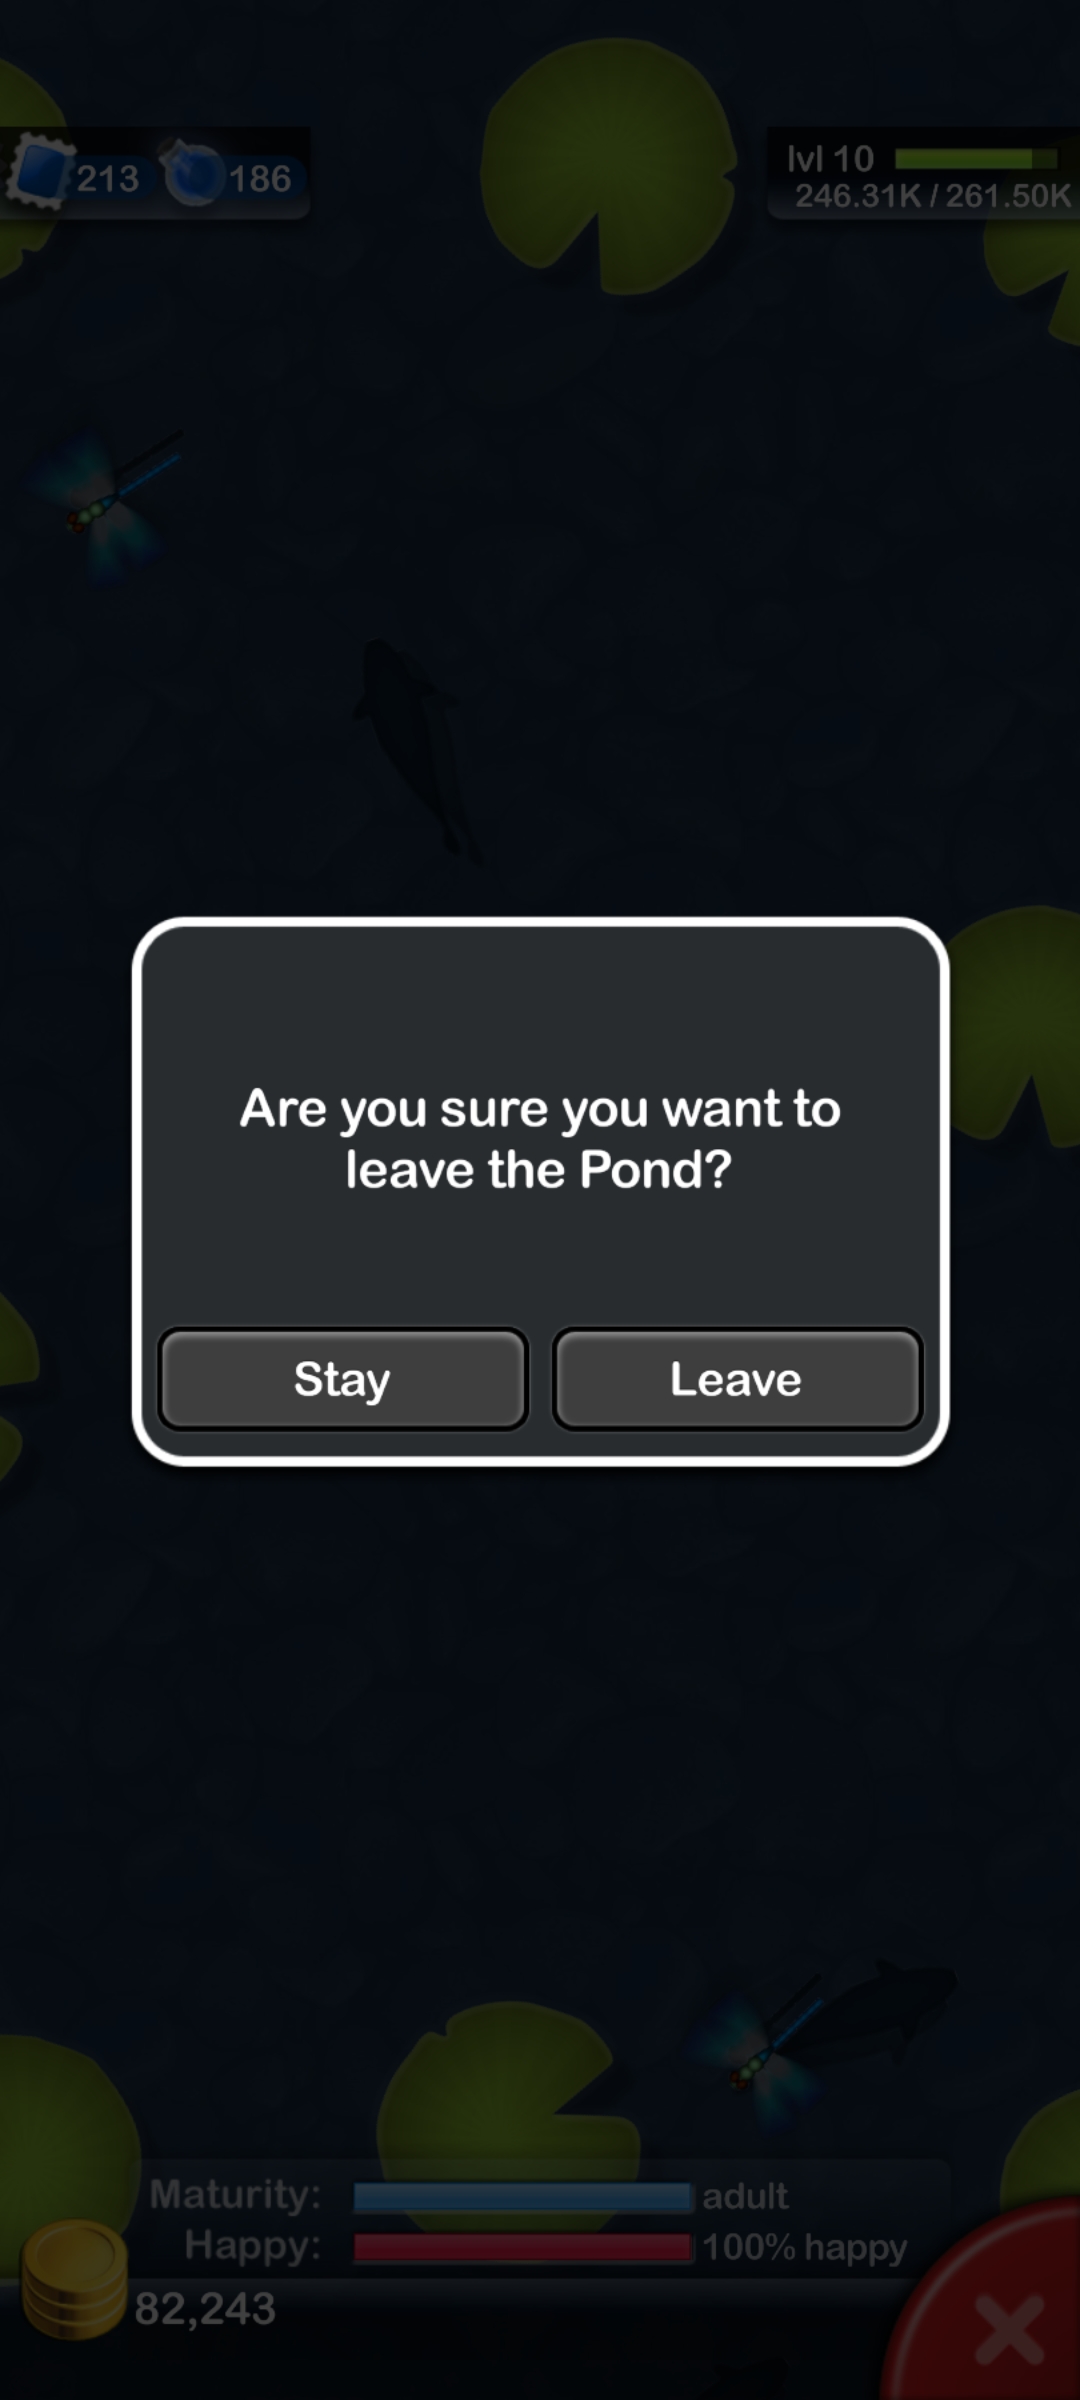 213 186
lvl 10
246.31K / 261.50K
Are you sure you want to
leave the Pond?
Stay Leave
Maturity: adult
Happy: 100% happy
82,243